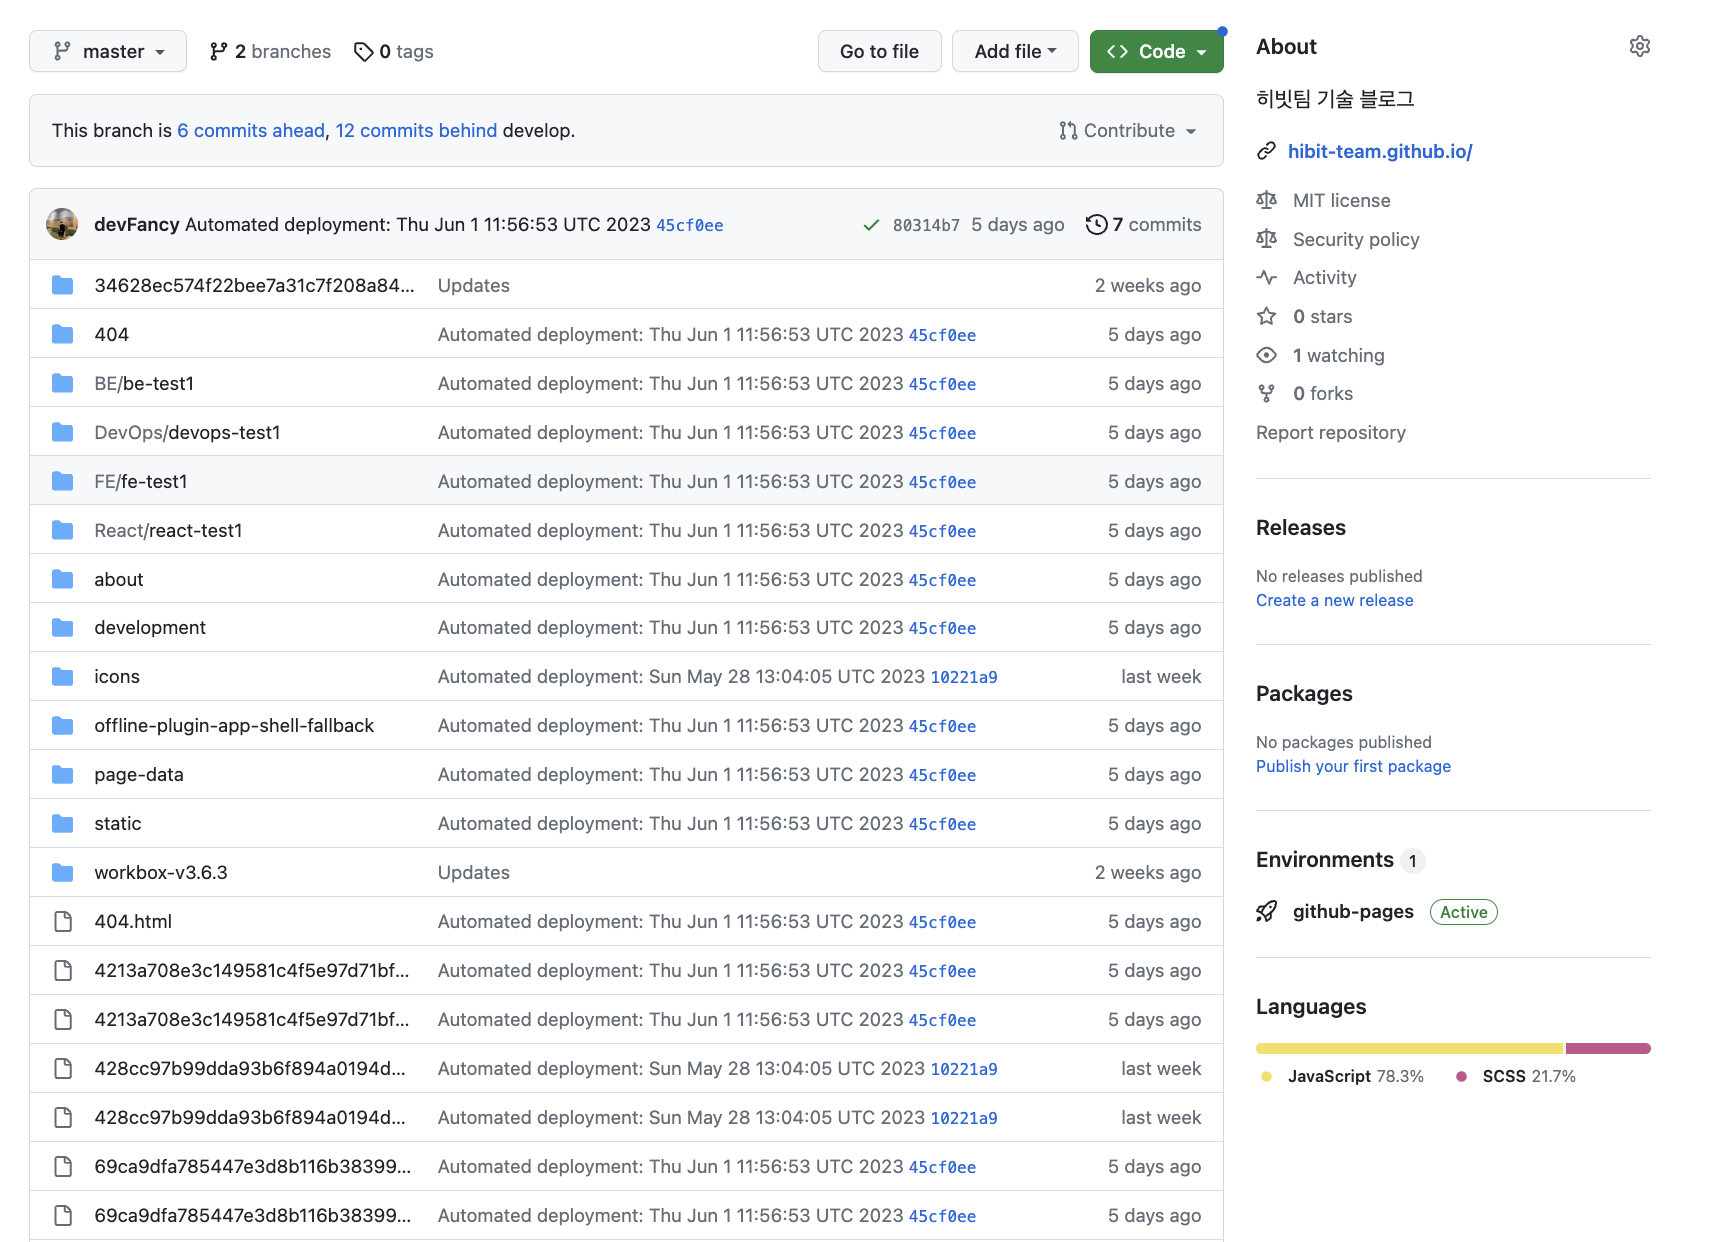 master 2 branches 0 tags Go to file Add file Code
This branch is 6 commits ahead, 12 commits behind develop. Contribute
devFancy Automated deployment: Thu Jun 1 11:56:53 UTC 2023 45cf0ee 80314b7 5 days ago 7 commits
34628ec574f22bee7a31c7f208a84... Updates 2 weeks ago
404 Automated deployment: Thu Jun 1 11:56:53 UTC 2023 45cf0ee 5 days ago
BE/be-test1 Automated deployment: Thu Jun 1 11:56:53 UTC 2023 45cf0ee 5 days ago
DevOps/devops-test1 Automated deployment: Thu Jun 1 11:56:53 UTC 2023 45cf0ee 5 days ago
FE/fe-test1 Automated deployment: Thu Jun 1 11:56:53 UTC 2023 45cf0ee 5 days ago
React/react-test1 Automated deployment: Thu Jun 1 11:56:53 UTC 2023 45cf0ee 5 days ago
about Automated deployment: Thu Jun 1 11:56:53 UTC 2023 45cf0ee 5 days ago
development Automated deployment: Thu Jun 1 11:56:53 UTC 2023 45cf0ee 5 days ago
icons Automated deployment: Sun May 28 13:04:05 UTC 2023 10221a9 last week
offline-plugin-app-shell-fallback Automated deployment: Thu Jun 1 11:56:53 UTC 2023 45cf0ee 5 days ago
page-data Automated deployment: Thu Jun 1 11:56:53 UTC 2023 45cf0ee 5 days ago
static Automated deployment: Thu Jun 1 11:56:53 UTC 2023 45cf0ee 5 days ago
workbox-v3.6.3 Updates 2 weeks ago
404.html Automated deployment: Thu Jun 1 11:56:53 UTC 2023 45cf0ee 5 days ago
4213a708e3c149581c4f5e97d71bf... Automated deployment: Thu Jun 1 11:56:53 UTC 2023 45cf0ee 5 days ago
4213a708e3c149581c4f5e97d71bf... Automated deployment: Thu Jun 1 11:56:53 UTC 2023 45cf0ee 5 days ago
428cc97b99dda93b6f894a0194d... Automated deployment: Sun May 28 13:04:05 UTC 2023 10221a9 last week
428cc97b99dda93b6f894a0194d... Automated deployment: Sun May 28 13:04:05 UTC 2023 10221a9 last week
69ca9dfa785447e3d8b116b38399... Automated deployment: Thu Jun 1 11:56:53 UTC 2023 45cf0ee 5 days ago
69ca9dfa785447e3d8b116b38399... Automated deployment: Thu Jun 1 11:56:53 UTC 2023 45cf0ee 5 days ago
About
히빗팀 기술 블로그
hibit-team.github.io/
MIT license
Security policy
Activity
0 stars
1 watching
0 forks
Report repository
Releases
No releases published
Create a new release
Packages
No packages published
Publish your first package
Environments 1
github-pages Active
Languages
JavaScript 78.3% SCSS 21.7%